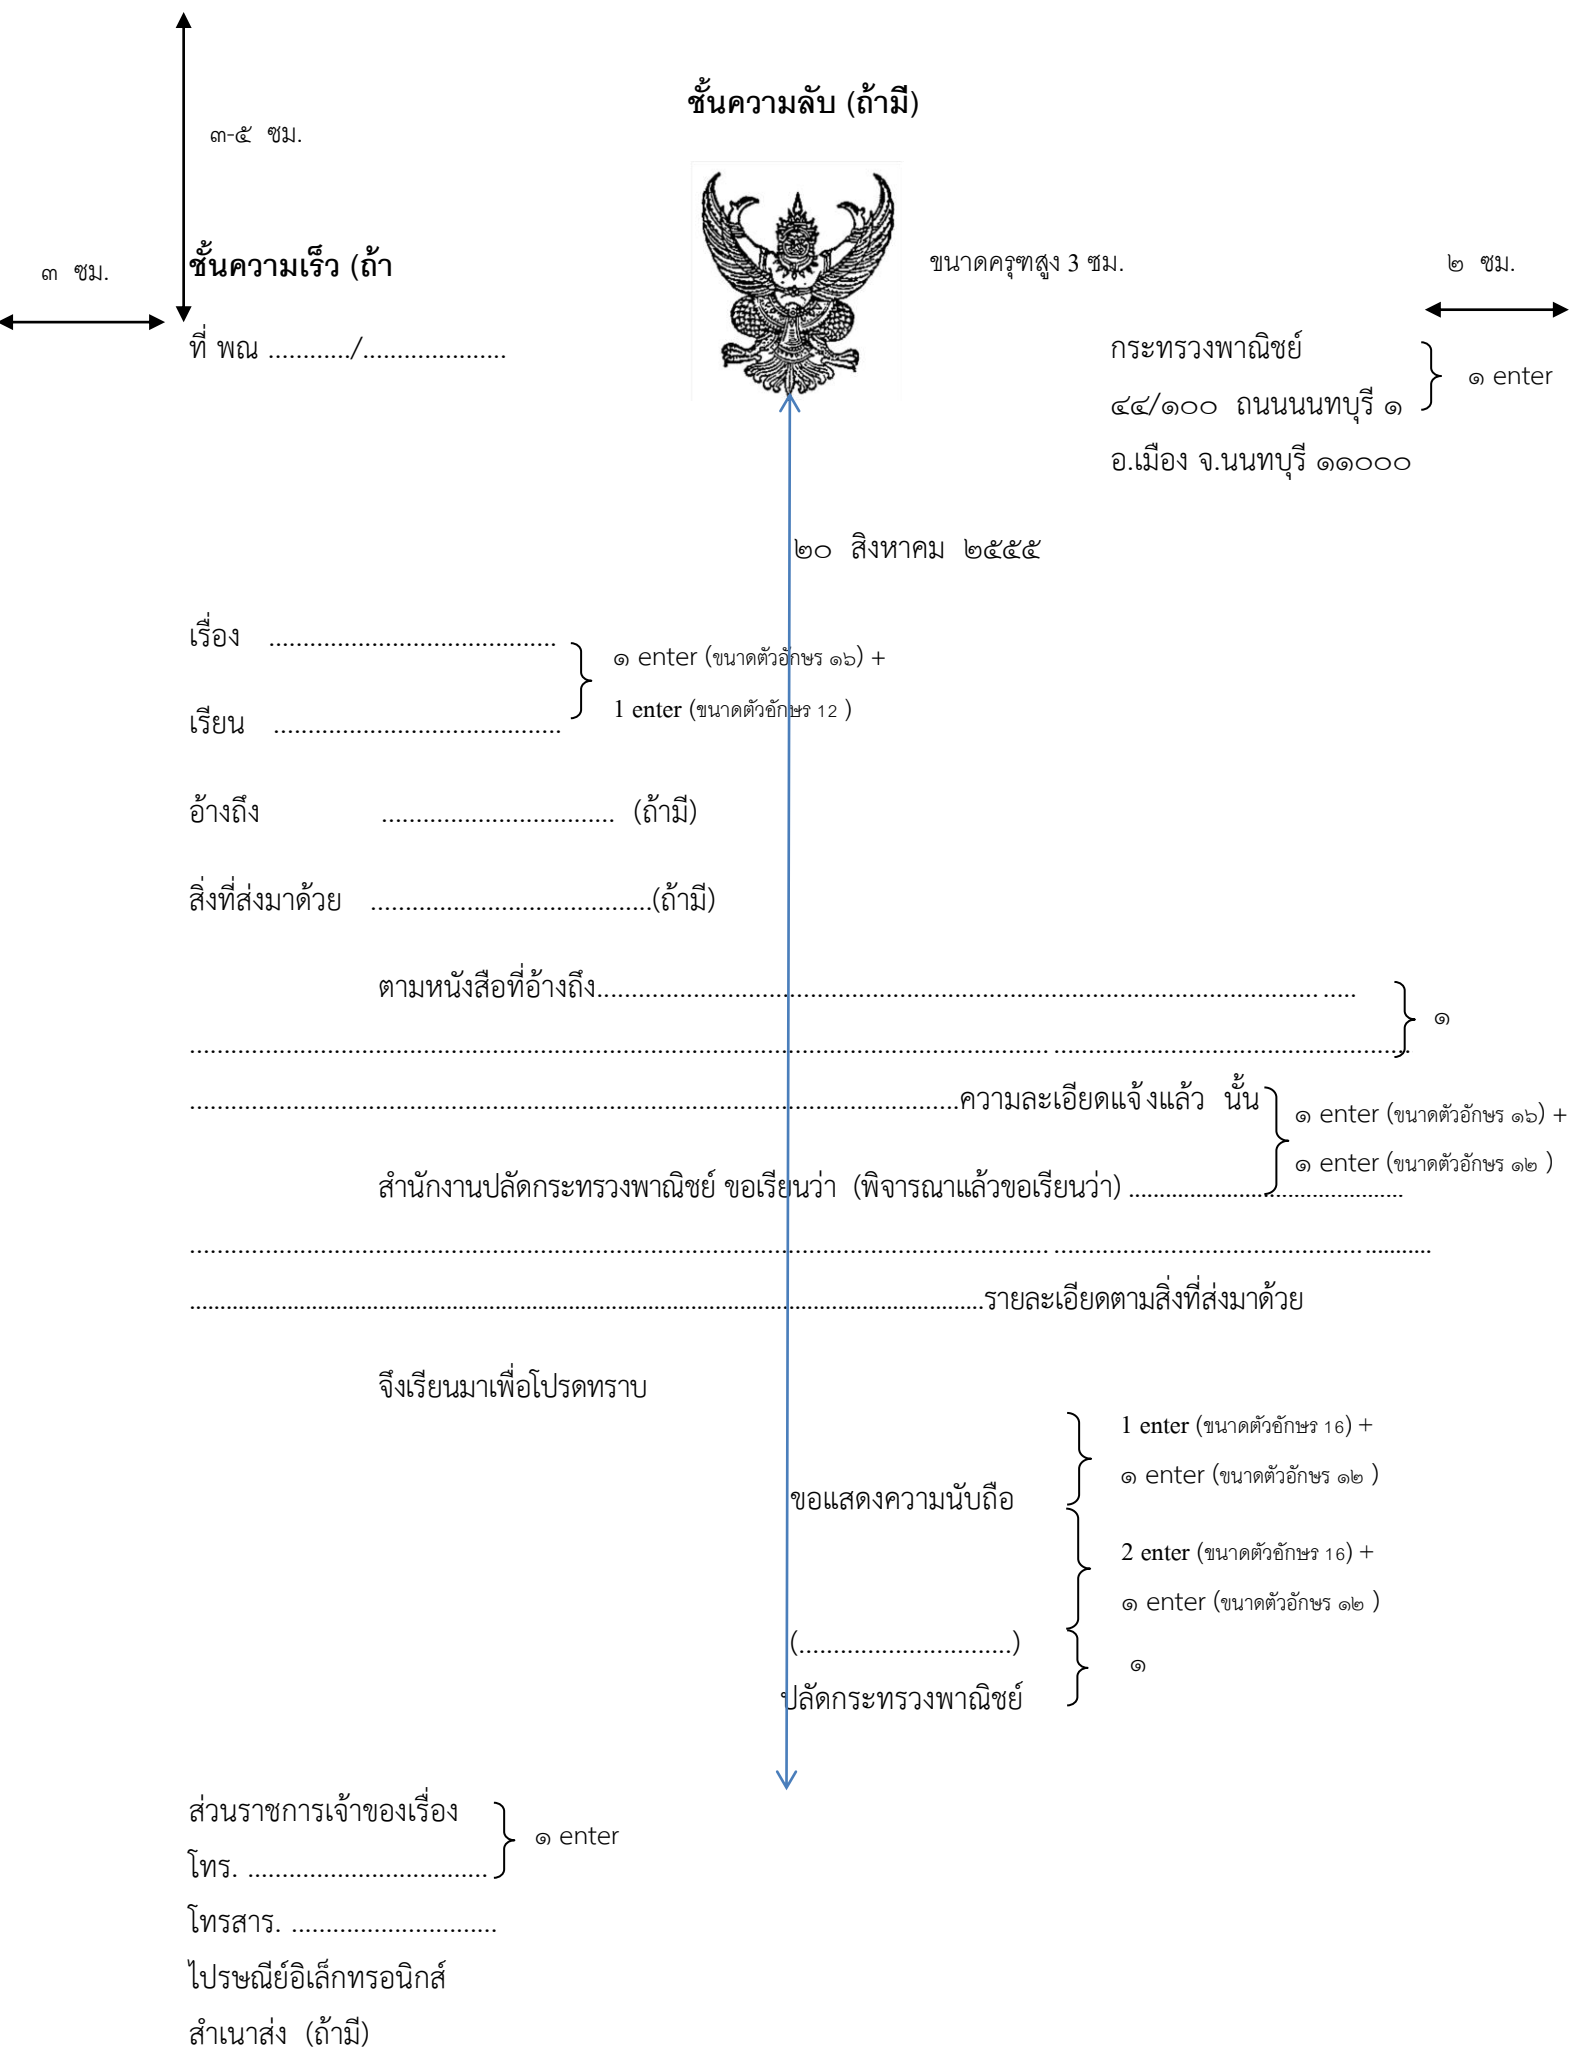 ชั้นความลับ (ถ้ามี)
๓-๕ ซม.
๓ ซม.
ชั้นความเร็ว (ถ้า
ขนาดครุฑสูง 3 ซม.
๒ ซม.
ที่ พณ ............/.....................
กระทรวงพาณิชย์
๑ enter
๔๔/๑๐๐ ถนนนนทบุรี ๑
อ.เมือง จ.นนทบุรี ๑๑๐๐๐
๒๐ สิงหาคม ๒๕๕๕
เรื่อง ..........................................
๑ enter (ขนาดตัวอักษร ๑๖) +
1 enter (ขนาดตัวอักษร 12 )
เรียน ..........................................
อ้างถึง .................................. (ถ้ามี)
สิ่งที่ส่งมาด้วย .........................................(ถ้ามี)
ตามหนังสือที่อ้างถึง......................................................................................................... .....
๑
............................................................................................................................. ....................................................
................................................................................................................ความละเอียดแจ้งแล้ว นั้น
๑ enter (ขนาดตัวอักษร ๑๖) +
๑ enter (ขนาดตัวอักษร ๑๒ )
สำนักงานปลัดกระทรวงพาณิชย์ ขอเรียนว่า (พิจารณาแล้วขอเรียนว่า) ................................................
............................................................................................................................. .......................................................
....................................................................................................................................รายละเอียดตามสิ่งที่ส่งมาด้วย
จึงเรียนมาเพื่อโปรดทราบ
1 enter (ขนาดตัวอักษร 16) +
๑ enter (ขนาดตัวอักษร ๑๒ )
ขอแสดงความนับถือ
2 enter (ขนาดตัวอักษร 16) +
๑ enter (ขนาดตัวอักษร ๑๒ )
(...............................)
๑
ปลัดกระทรวงพาณิชย์
ส่วนราชการเจ้าของเรื่อง
๑ enter
โทร. ...................................
โทรสาร. ..............................
ไปรษณีย์อิเล็กทรอนิกส์
สำเนาส่ง (ถ้ามี)